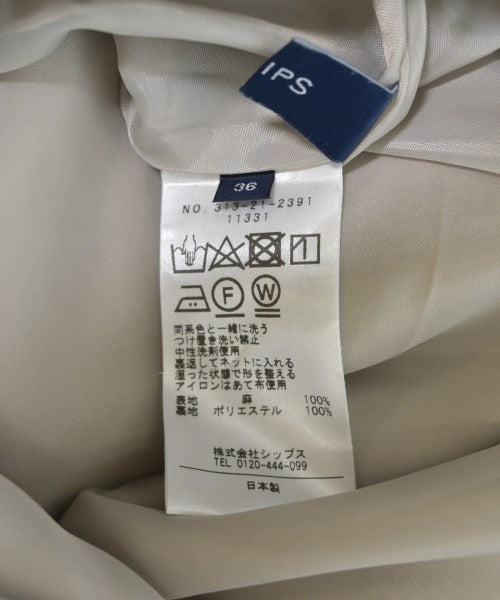 IPS
36
NO. 313-21-2391
11331
F W
同系色と一緒に洗う
つけ置き洗い禁止
中性洗剤使用
裏返してネットに入れる
湿った状態で形を整える
アイロンはあて布使用
表地 麻 100%
裏地 ポリエステル 100%
株式会社シップス
TEL 0120-444-099
日本製